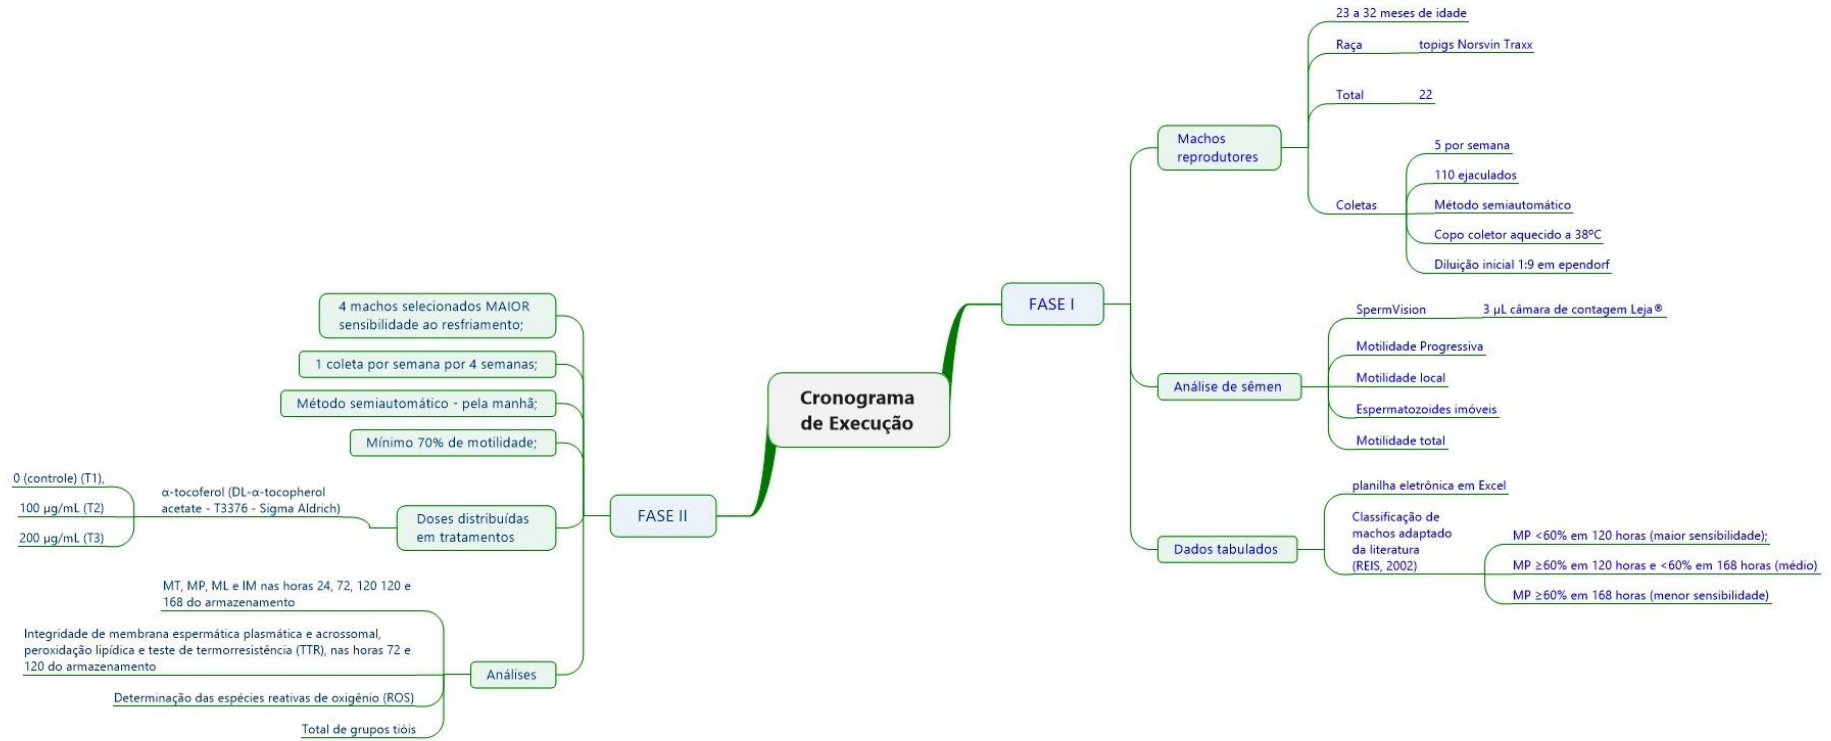 Cronograma
de Execução
FASE I
Machos
reprodutores
23 a 32 meses de idade
Raça
topigs Norsvin Traxx
Total
22
Coletas
5 por semana
110 ejaculados
Método semiautomático
Copo coletor aquecido a 38ºC
Diluição inicial 1:9 em ependorf
Análise de sêmen
SpermVision
3 µL câmara de contagem Leja®
Motilidade Progressiva
Motilidade local
Espermatozoides imóveis
Motilidade total
Dados tabulados
planilha eletrônica em Excel
Classificação de
machos adaptado
da literatura
(REIS, 2002)
MP <60% em 120 horas (maior sensibilidade);
MP ≥60% em 120 horas e <60% em 168 horas (médio)
MP ≥60% em 168 horas (menor sensibilidade)
FASE II
4 machos selecionados MAIOR
sensibilidade ao resfriamento;
1 coleta por semana por 4 semanas;
Método semiautomático - pela manhã;
Mínimo 70% de motilidade;
Doses distribuídas
em tratamentos
α-tocoferol (DL-α-tocopherol
acetate - T3376 - Sigma Aldrich)
0 (controle) (T1),
100 µg/mL (T2)
200 µg/mL (T3)
Análises
MT, MP, ML e IM nas horas 24, 72, 120 120 e
168 do armazenamento
Integridade de membrana espermática plasmática e acrossomal,
peroxidação lipídica e teste de termorresistência (TTR), nas horas 72 e
120 do armazenamento
Determinação das espécies reativas de oxigênio (ROS)
Total de grupos tióis